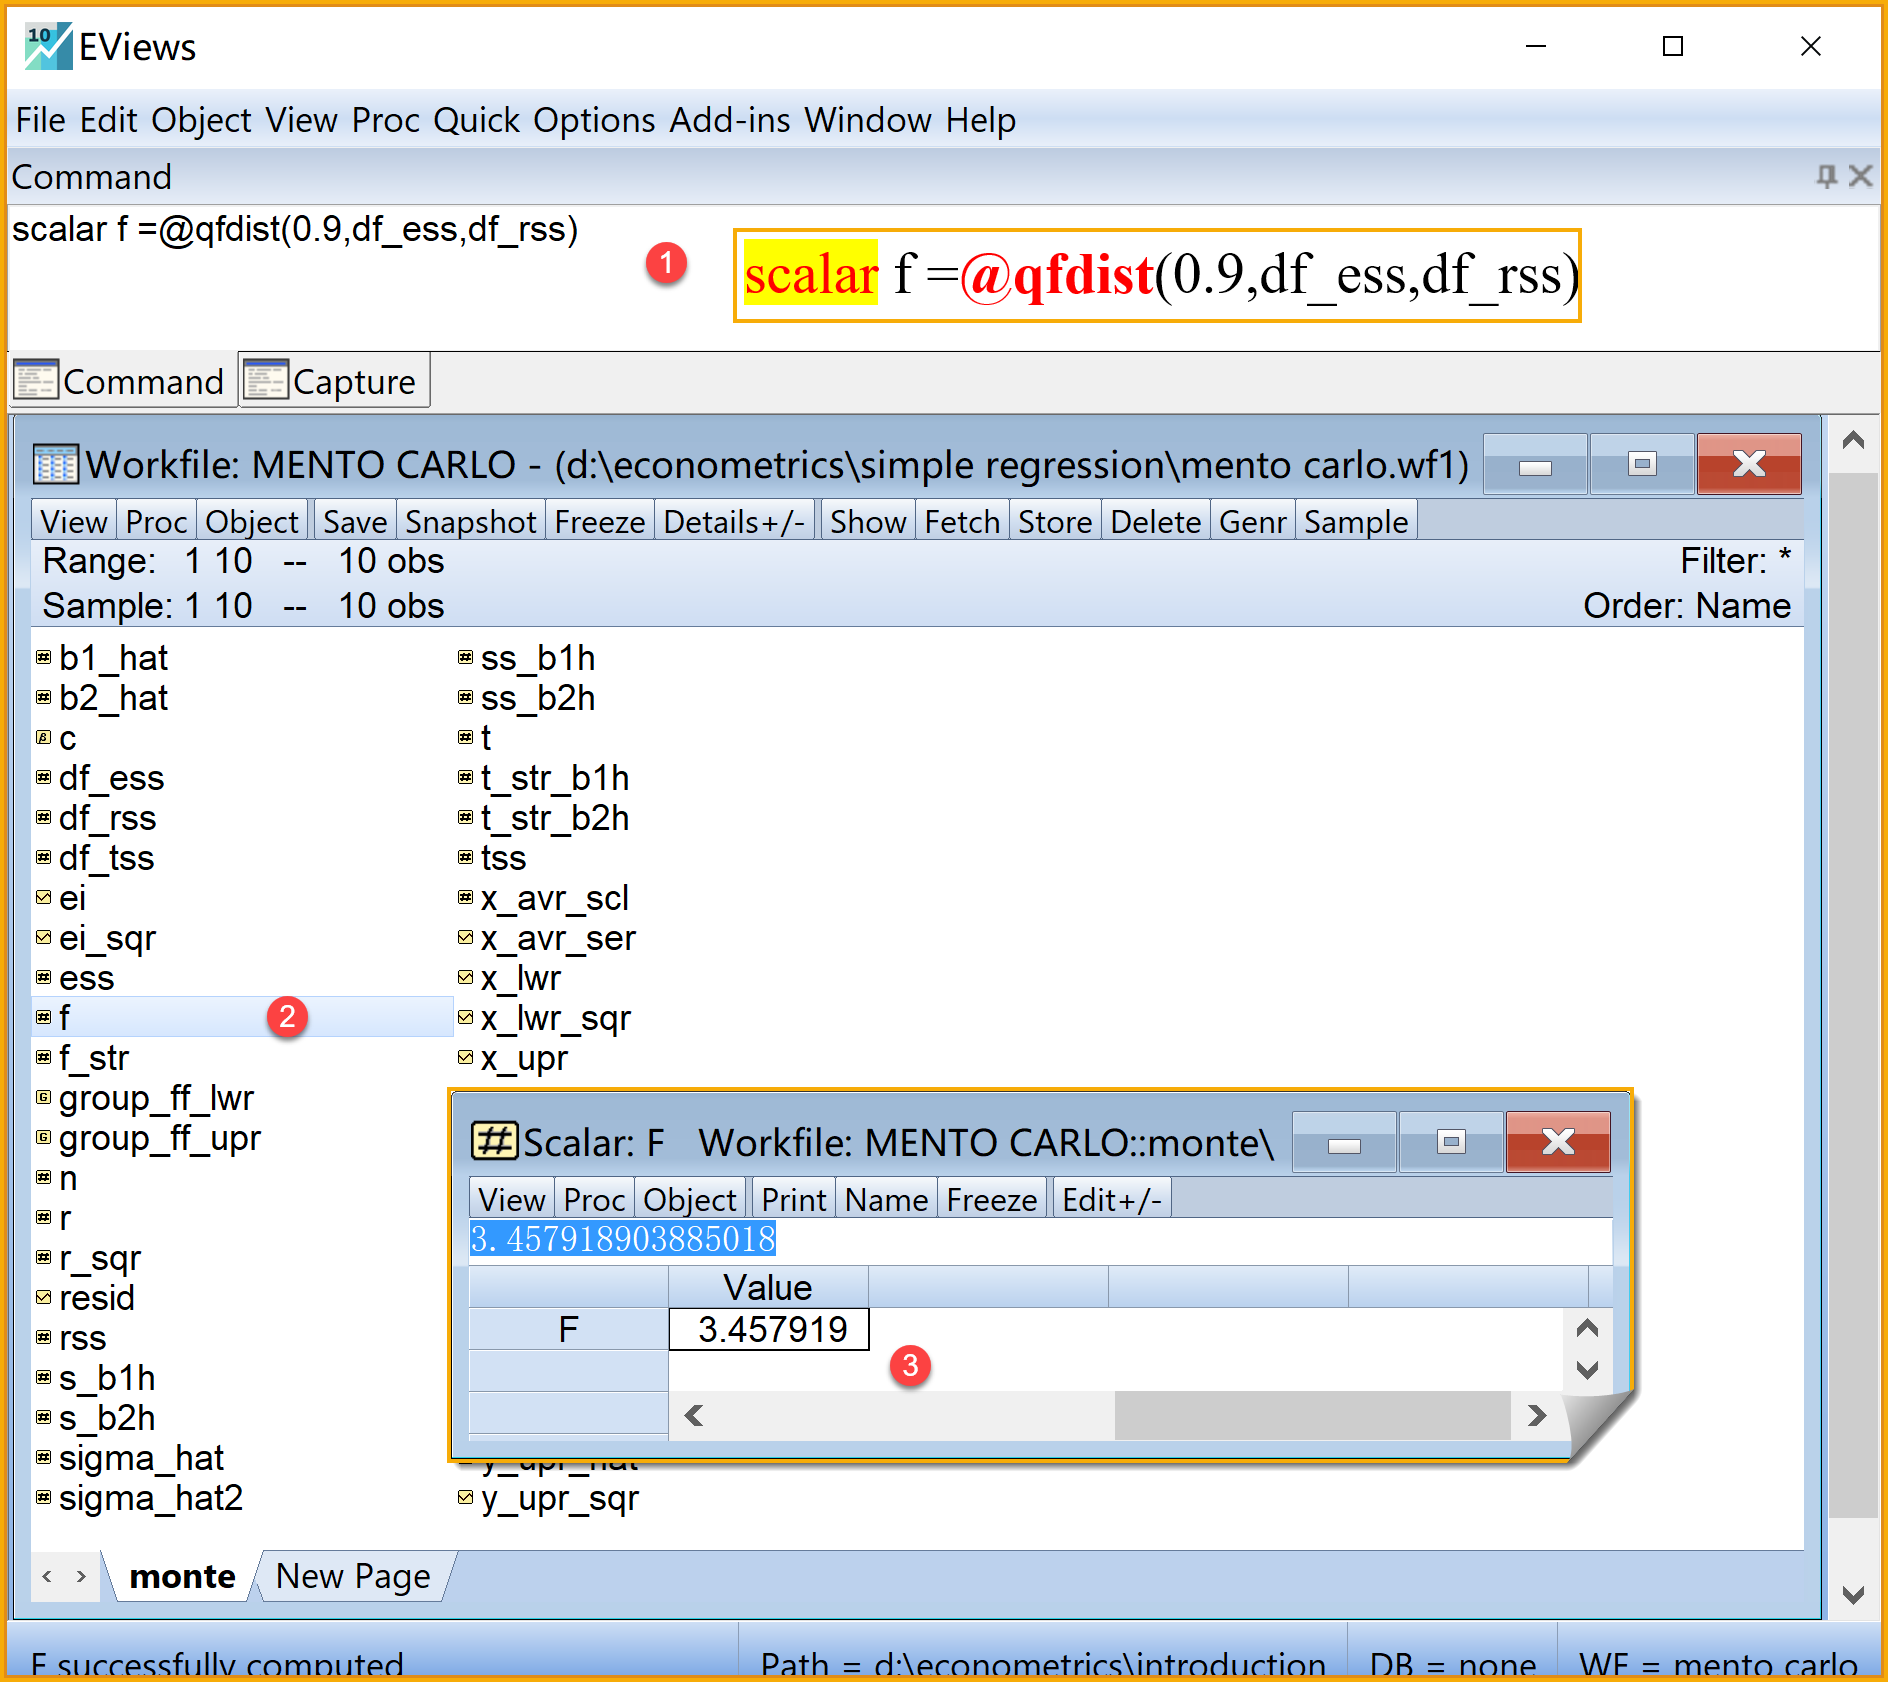 10 EViews
File Edit Object View Proc Quick Options Add-ins Window Help
Command
scalar f =@qfdist(0.9,df_ess,df_rss)
1
scalar f =@qfdist(0.9,df_ess,df_rss)
Command Capture
Workfile: MENTO CARLO - (d:\econometrics\simple regression\mento carlo.wf1)
View Proc Object Save Snapshot Freeze Details+/- Show Fetch Store Delete Genr Sample
Range: 1 10 -- 10 obs Filter: *
Sample: 1 10 -- 10 obs Order: Name
b1_hat
b2_hat
c
df_ess
df_rss
df_tss
ei
ei_sqr
ess
f
2
f_str
group_ff_lwr
group_ff_upr
n
r
r_sqr
resid
rss
s_b1h
s_b2h
sigma_hat
sigma_hat2
ss_b1h
ss_b2h
t
t_str_b1h
t_str_b2h
tss
x_avr_scl
x_avr_ser
x_lwr
x_lwr_sqr
x_upr
y_upr_hat
y_upr_sqr
Scalar: F Workfile: MENTO CARLO::monte\
View Proc Object Print Name Freeze Edit+/-
3.457918903885018
Value
F 3.457919
3
monte New Page
F successfully computed Path = d:\econometrics\introduction DB = none WF = mento carlo